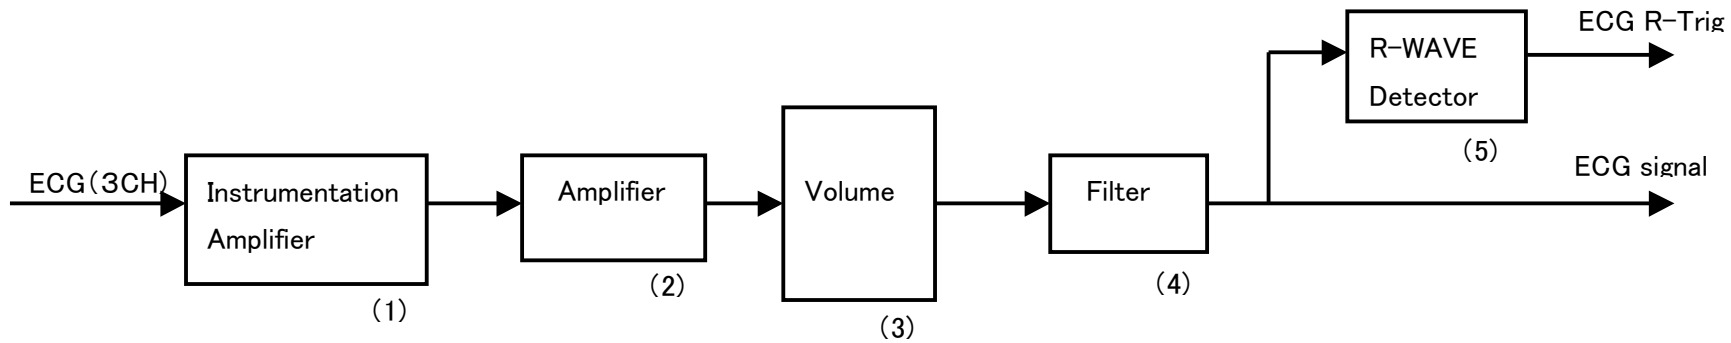 ECG R-Trig
R-WAVE
Detector
(5)
ECG signal
ECG(3CH)
Instrumentation
Amplifier
(1)
Amplifier
(2)
Volume
(3)
Filter
(4)